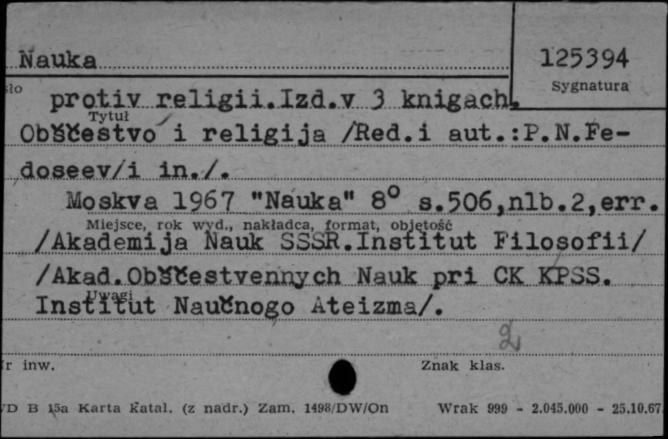 Nauka
125394
Sygnatura
protiv religii.Izd.v 3 knigach.
Tytuł
Obščestvo i religija /Red.i aut.:P.N.Fe-
doseev/i in./.
Moskva 1967 "Nauka" 8° s.506,nlb.2,err.
Miejsce, rok wyd., nakładca, format, objętość
/Akademija Nauk SSSR.Institut Filosofii/
/Akad.Obščestvennych Nauk pri CK KPSS.
Uwagi
Institut Naučnogo Ateizma/.
2
inw.
Znak klas.
B 15a Karta katal. (z nadr.) Zam. 1498/DW/On
Wrak 999 - 2.045.000 - 25.10.67